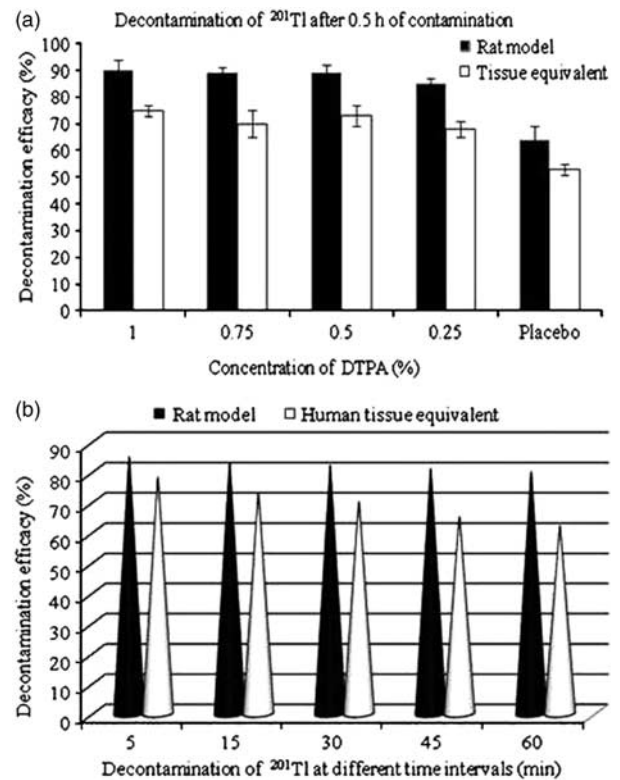 (a) Decontamination of ²⁰¹Tl after 0.5 h of contamination
Decontamination efficacy (%)
100
90
80
70
60
50
40
30
20
10
0
Rat model
Tissue equivalent
1 0.75 0.5 0.25 Placebo
Concentration of DTPA (%)
(b)
Rat model Human tissue equivalent
Decontamination efficacy (%)
90
80
70
60
50
40
30
20
10
0
5 15 30 45 60
Decontamination of ²⁰¹Tl at different time intervals (min)